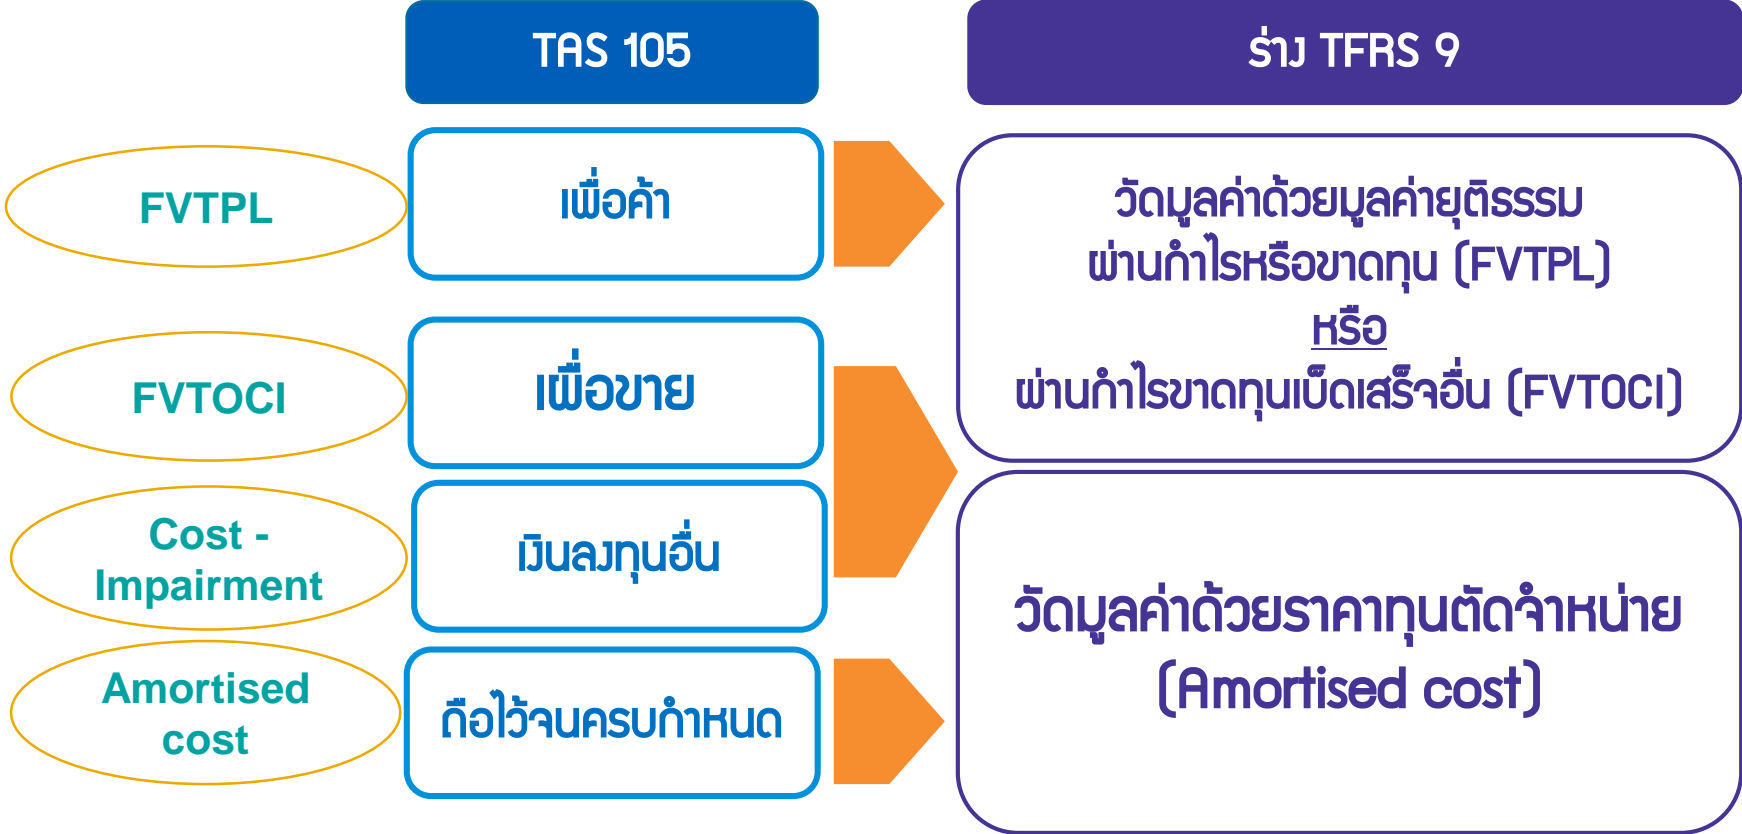 TAS 105
ร่าง TFRS 9
FVTPL
เพื่อค้า
วัดมูลค่าด้วยมูลค่ายุติธรรม
ผ่านกำไรหรือขาดทุน (FVTPL)
หรือ
ผ่านกำไรขาดทุนเบ็ดเสร็จอื่น (FVTOCI)
FVTOCI
เพื่อขาย
Cost -
Impairment
เงินลงทุนอื่น
วัดมูลค่าด้วยราคาทุนตัดจำหน่าย
(Amortised cost)
Amortised
cost
ถือไว้จนครบกำหนด